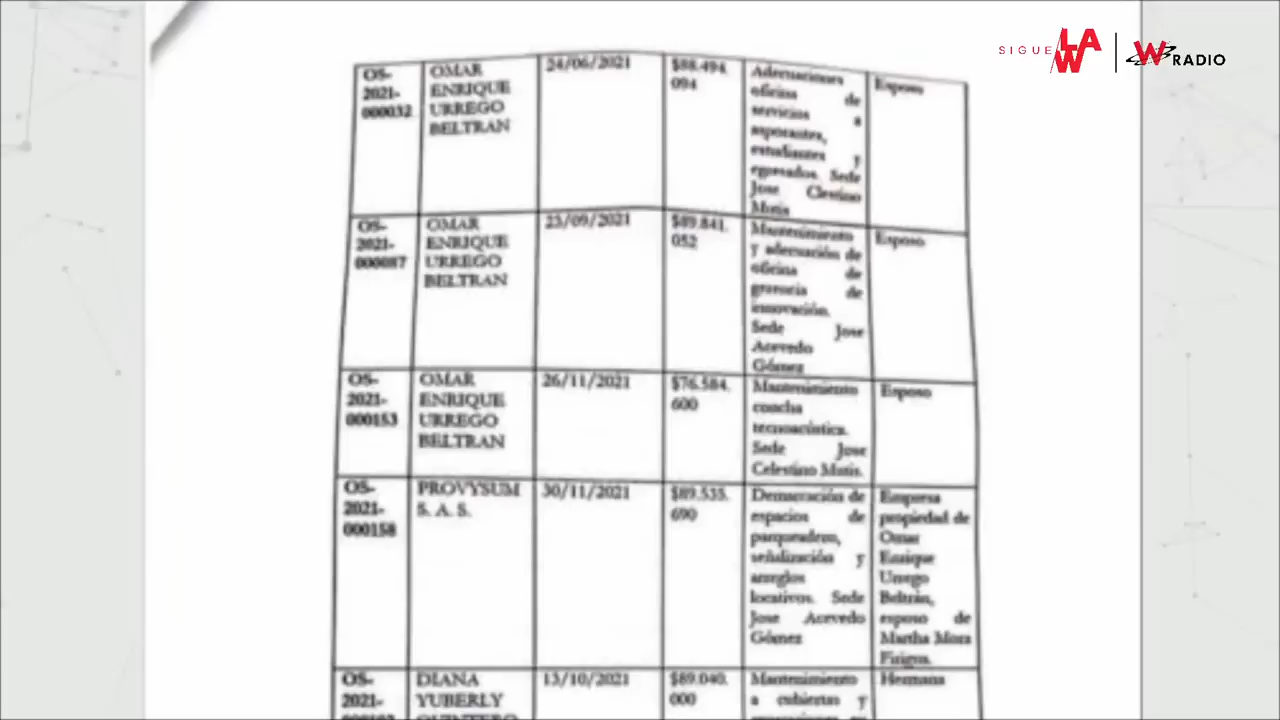 SIGUE LA W
W RADIO
OS-
2021-
000032
OMAR
ENRIQUE
URREGO
BELTRAN
24/06/2021
$88.494.
094
Adecuaciones
oficina de
servicios a
aspirantes,
estudiantes y
egresados. Sede
Jose Clestino
Mutis
Esposo
OS-
2021-
000087
OMAR
ENRIQUE
URREGO
BELTRAN
23/09/2021
$89.841.
052
Mantenimiento
y adecuación de
oficina de
gerencia de
innovación.
Sede Jose
Acevedo
Gómez
Esposo
OS-
2021-
000153
OMAR
ENRIQUE
URREGO
BELTRAN
26/11/2021
$76.584.
600
Mantenimiento
concha
tecnoacústica.
Sede Jose
Celestino Mutis.
Esposo
OS-
2021-
000158
PROVYSUM
S. A. S.
30/11/2021
$89.535.
690
Demarcación de
espacios de
parqueadero,
señalización y
arreglos
locativos. Sede
Jose Acevedo
Gómez
Empresa
propiedad de
Omar
Enrique
Urrego
Beltrán,
esposo de
Martha Mora
OS-
2021-
DIANA
YUBERLY
QUINTERO
13/10/2021
$89.040.
000
Mantenimiento
a cubiertas y
Hermana